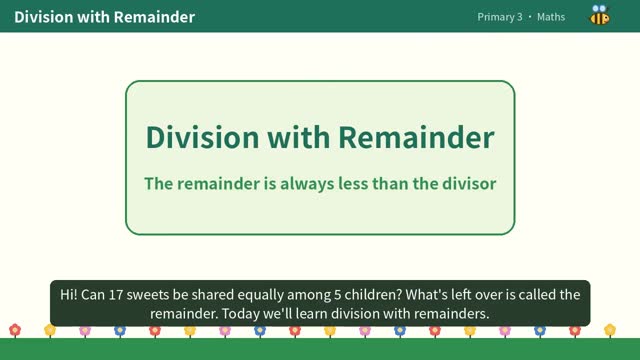 Division with Remainder
Primary 3 · Maths
Division with Remainder
The remainder is always less than the divisor
Hi! Can 17 sweets be shared equally among 5 children? What's left over is called the
remainder. Today we'll learn division with remainders.